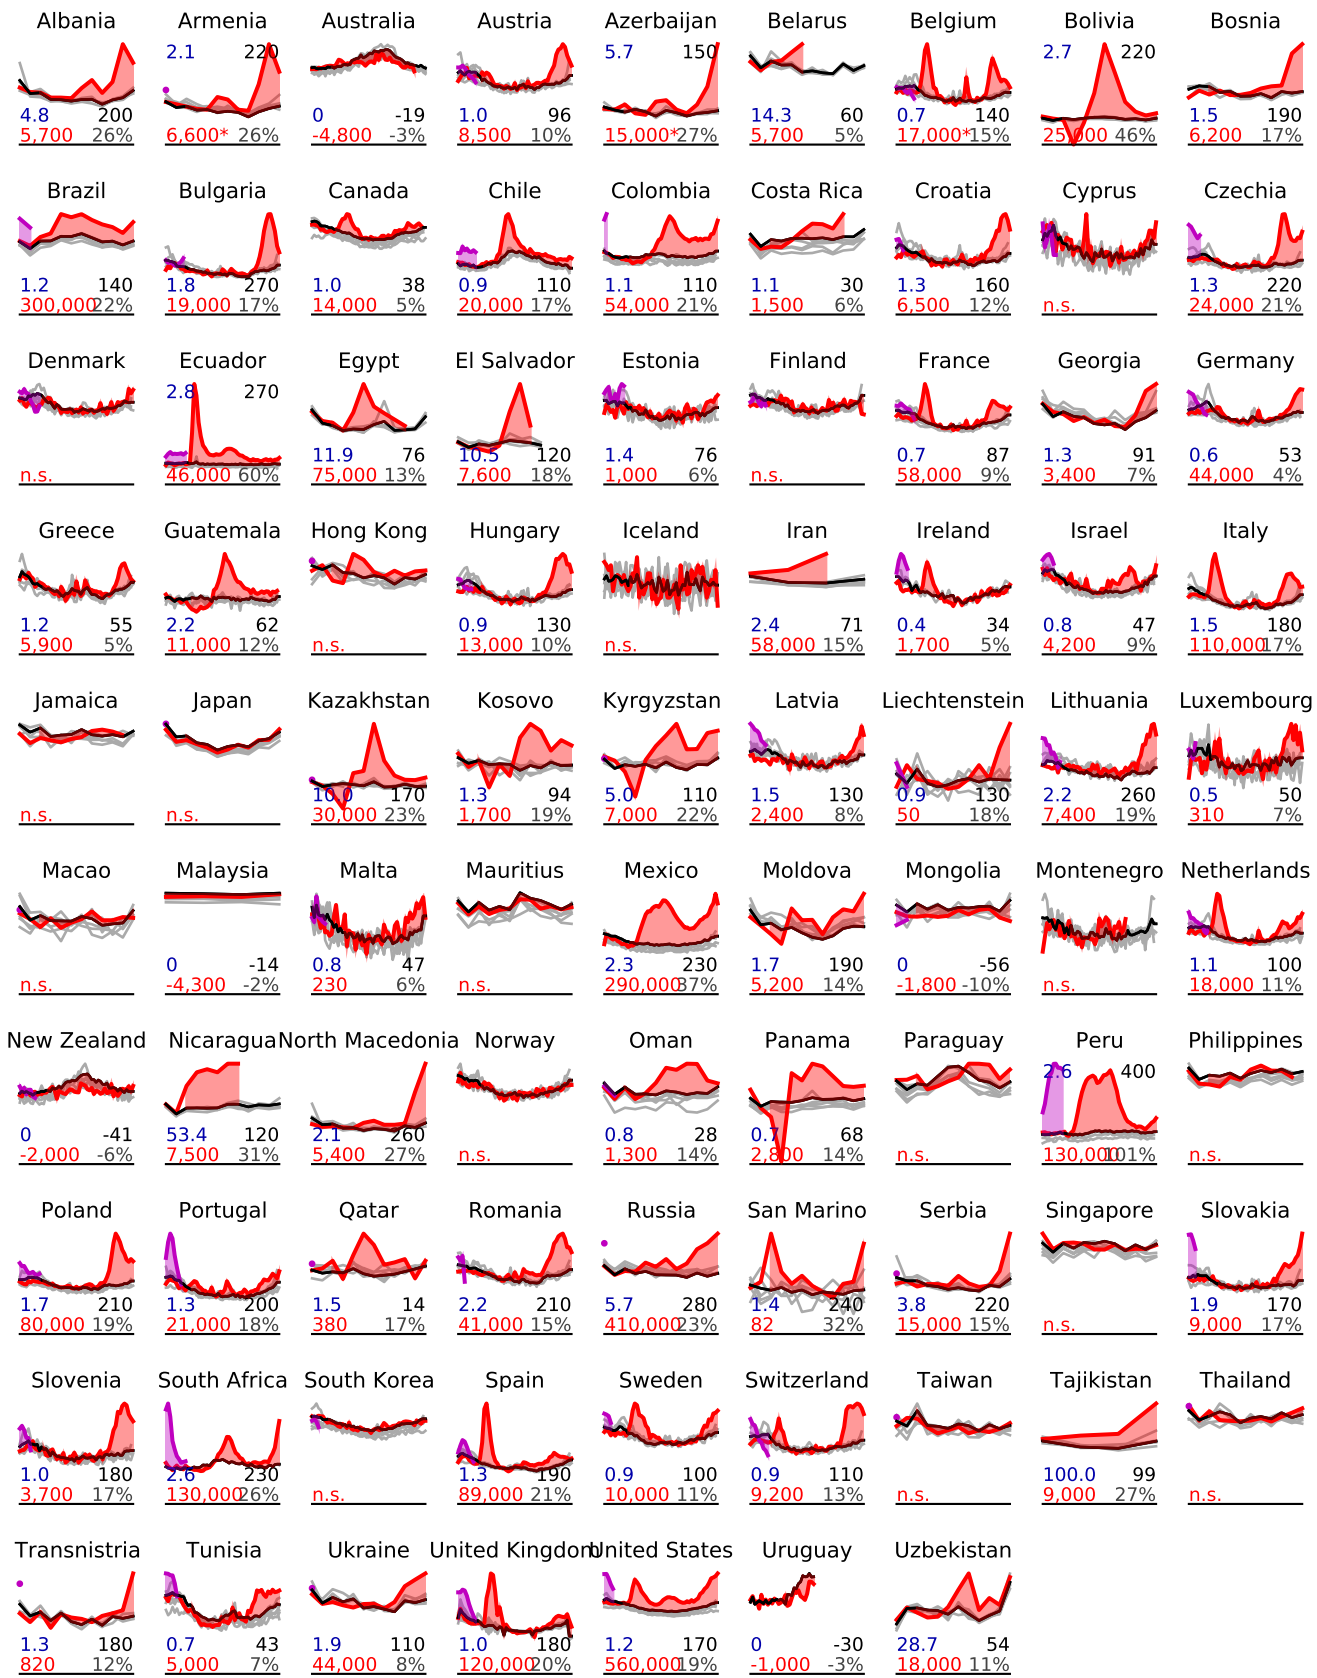 Albania Armenia Australia Austria Azerbaijan Belarus Belgium Bolivia Bosnia
2.1 220 5.7 150 2.7 220
4.8 200 0 -19 1.0 96 14.3 60 0.7 140 1.5 190
5,700 26% 6,600* 26% -4,800 -3% 8,500 10% 15,000* 27% 5,700 5% 17,000* 15% 25,000 46% 6,200 17%
Brazil Bulgaria Canada Chile Colombia Costa Rica Croatia Cyprus Czechia
1.2 140 1.8 270 1.0 38 0.9 110 1.1 110 1.1 30 1.3 160 1.3 220
300,000 22% 19,000 17% 14,000 5% 20,000 17% 54,000 21% 1,500 6% 6,500 12% n.s. 24,000 21%
Denmark Ecuador Egypt El Salvador Estonia Finland France Georgia Germany
2.8 270
11.9 76 10.5 120 1.4 76 0.7 87 1.3 91 0.6 53
n.s. 46,000 60% 75,000 13% 7,600 18% 1,000 6% n.s. 58,000 9% 3,400 7% 44,000 4%
Greece Guatemala Hong Kong Hungary Iceland Iran Ireland Israel Italy
1.2 55 2.2 62 0.9 130 2.4 71 0.4 34 0.8 47 1.5 180
5,900 5% 11,000 12% n.s. 13,000 10% n.s. 58,000 15% 1,700 5% 4,200 9% 110,000 17%
Jamaica Japan Kazakhstan Kosovo Kyrgyzstan Latvia Liechtenstein Lithuania Luxembourg
10.0 170 1.3 94 5.0 110 1.5 130 0.9 130 2.2 260 0.5 50
n.s. n.s. 30,000 23% 1,700 19% 7,000 22% 2,400 8% 50 18% 7,400 19% 310 7%
Macao Malaysia Malta Mauritius Mexico Moldova Mongolia Montenegro Netherlands
0 -14 0.8 47 2.3 230 1.7 190 0 -56 1.1 100
n.s. -4,300 -2% 230 6% n.s. 290,000 37% 5,200 14% -1,800 -10% n.s. 18,000 11%
New Zealand Nicaragua North Macedonia Norway Oman Panama Paraguay Peru Philippines
2.6 400
0 -41 53.4 120 2.1 260 0.8 28 0.7 68
-2,000 -6% 7,500 31% 5,400 27% n.s. 1,300 14% 2,800 14% n.s. 130,000 101% n.s.
Poland Portugal Qatar Romania Russia San Marino Serbia Singapore Slovakia
1.7 210 1.3 200 1.5 14 2.2 210 5.7 280 1.4 240 3.8 220 1.9 170
80,000 19% 21,000 18% 380 17% 41,000 15% 410,000 23% 82 32% 15,000 15% n.s. 9,000 17%
Slovenia South Africa South Korea Spain Sweden Switzerland Taiwan Tajikistan Thailand
1.0 180 2.6 230 1.3 190 0.9 100 0.9 110 100.0 99
3,700 17% 130,000 26% n.s. 89,000 21% 10,000 11% 9,200 13% n.s. 9,000 27% n.s.
Transnistria Tunisia Ukraine United Kingdom United States Uruguay Uzbekistan
1.3 180 0.7 43 1.9 110 1.0 180 1.2 170 0 -30 28.7 54
820 12% 5,000 7% 44,000 8% 120,000 20% 560,000 19% -1,000 -3% 18,000 11%